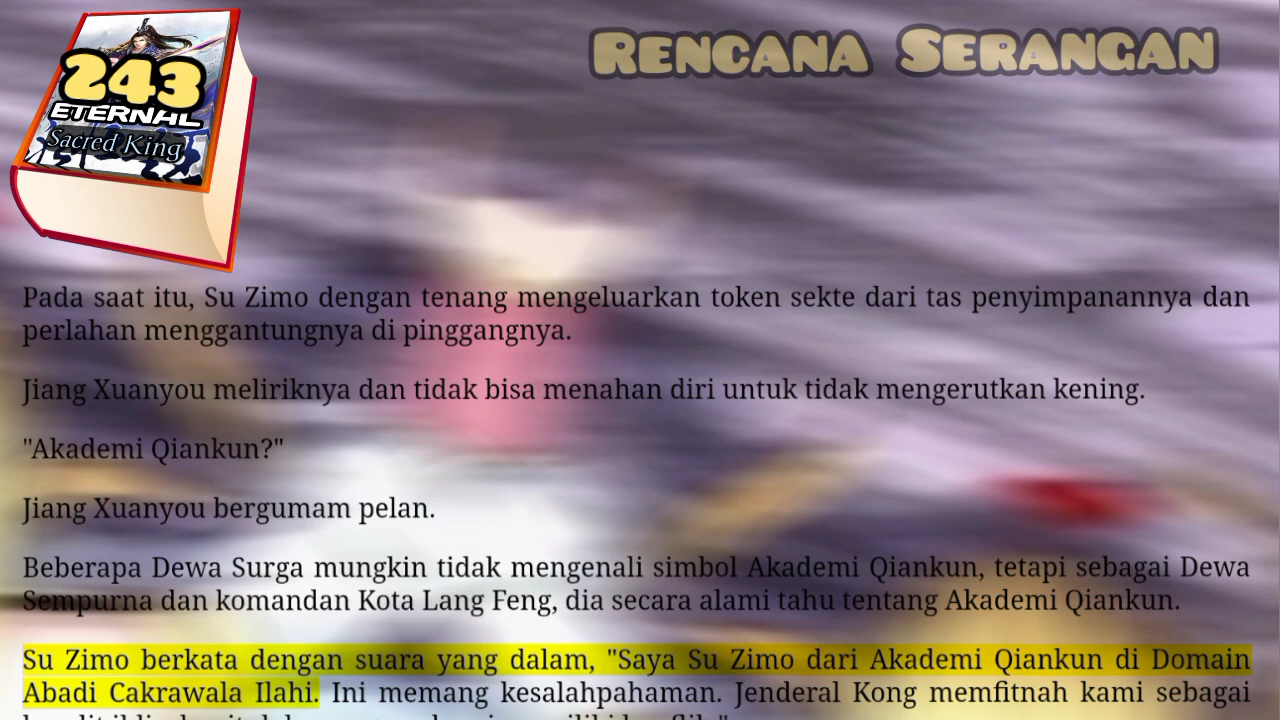 243
ETERNAL
Sacred King
Rencana Serangan
Pada saat itu, Su Zimo dengan tenang mengeluarkan token sekte dari tas penyimpanannya dan
perlahan menggantungnya di pinggangnya.
Jiang Xuanyou meliriknya dan tidak bisa menahan diri untuk tidak mengerutkan kening.
"Akademi Qiankun?"
Jiang Xuanyou bergumam pelan.
Beberapa Dewa Surga mungkin tidak mengenali simbol Akademi Qiankun, tetapi sebagai Dewa
Sempurna dan komandan Kota Lang Feng, dia secara alami tahu tentang Akademi Qiankun.
Su Zimo berkata dengan suara yang dalam, "Saya Su Zimo dari Akademi Qiankun di Domain
Abadi Cakrawala Ilahi. Ini memang kesalahpahaman. Jenderal Kong memfitnah kami sebagai